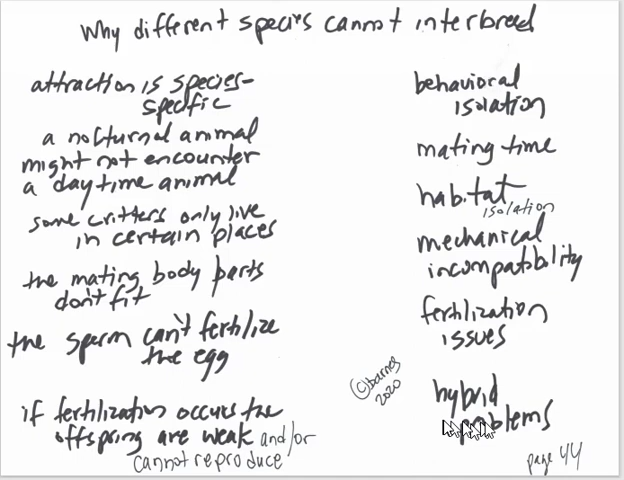 Why different species cannot interbreed
attraction is species-
specific
behavioral
isolation
a nocturnal animal
might not encounter
a daytime animal
mating time
some critters only live
in certain places
habitat
isolation
the mating body parts
don't fit
mechanical
incompatibility
the sperm can't fertilize
the egg
fertilization
issues
if fertilization occurs the
offspring are weak and/or
cannot reproduce
hybrid
problems
©barnes
2020
page 44